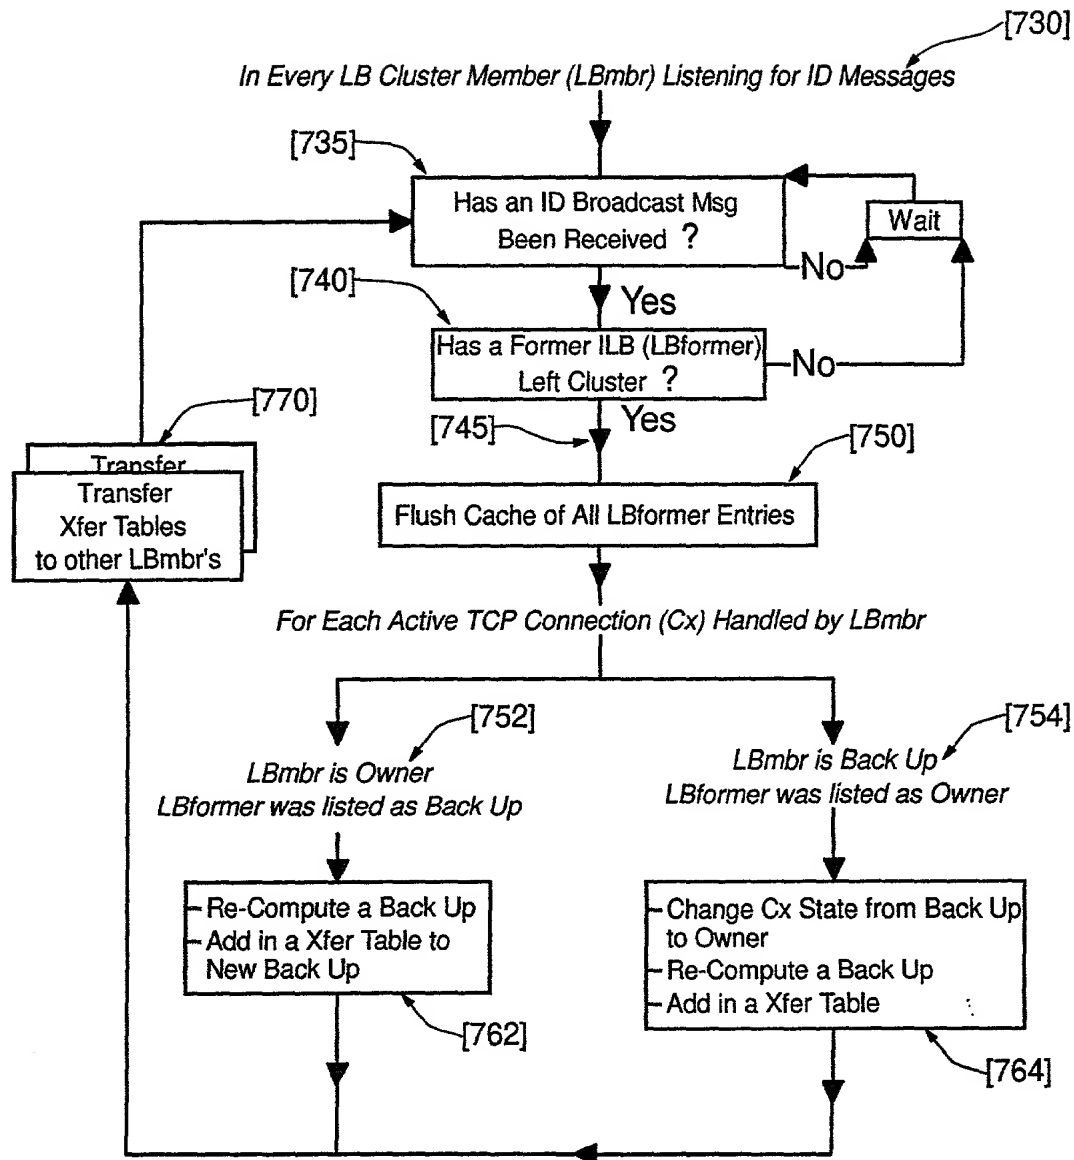 [730]
In Every LB Cluster Member (LBmbr) Listening for ID Messages
[735]
Has an ID Broadcast Msg
Been Received ?
Wait
No
[740]
Yes
Has a Former ILB (LBformer)
Left Cluster ?
No
[745]
Yes
[770]
[750]
Transfer
Transfer
Xfer Tables
to other LBmbr's
Flush Cache of All LBformer Entries
For Each Active TCP Connection (Cx) Handled by LBmbr
[752]
[754]
LBmbr is Owner
LBformer was listed as Back Up
LBmbr is Back Up
LBformer was listed as Owner
- Re-Compute a Back Up
- Add in a Xfer Table to
New Back Up
- Change Cx State from Back Up
to Owner
- Re-Compute a Back Up
- Add in a Xfer Table
[762]
[764]